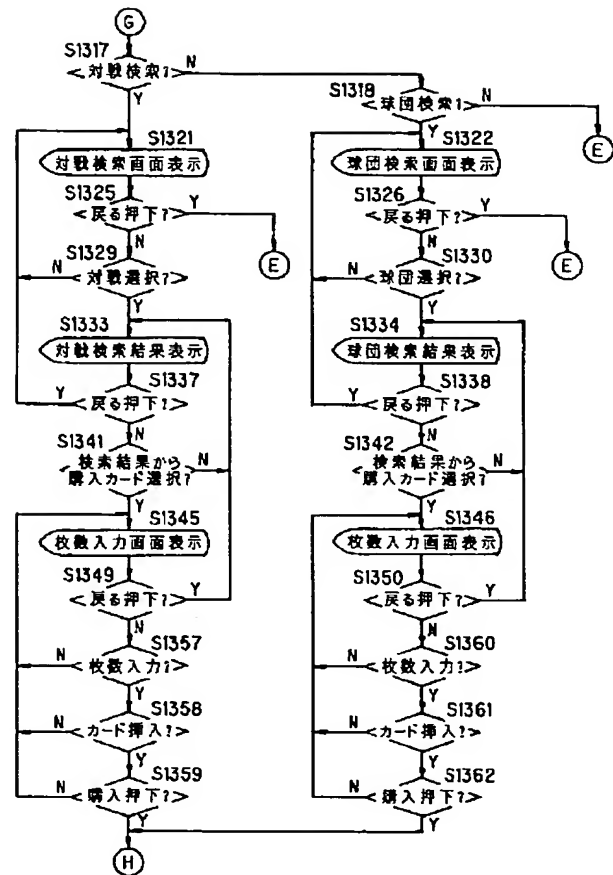 G
S1317
対戦検索?
N
Y
S1318
球団検索?
N
Y
E
S1321
対戦検索画面表示
S1322
球団検索画面表示
S1325
戻る押下?
Y
N
E
S1326
戻る押下?
Y
N
E
S1329
N
対戦選択?
Y
S1330
N
球団選択?
Y
S1333
対戦検索結果表示
S1334
球団検索結果表示
S1337
Y
戻る押下?
N
S1338
Y
戻る押下?
N
S1341
検索結果から
購入カード選択?
N
Y
S1342
検索結果から
購入カード選択?
N
Y
S1345
枚数入力画面表示
S1346
枚数入力画面表示
S1349
戻る押下?
Y
N
S1350
戻る押下?
Y
N
S1357
N
枚数入力?
Y
S1360
N
枚数入力?
Y
S1358
N
カード挿入?
Y
S1361
N
カード挿入?
Y
S1359
N
購入押下?
Y
S1362
N
購入押下?
Y
H